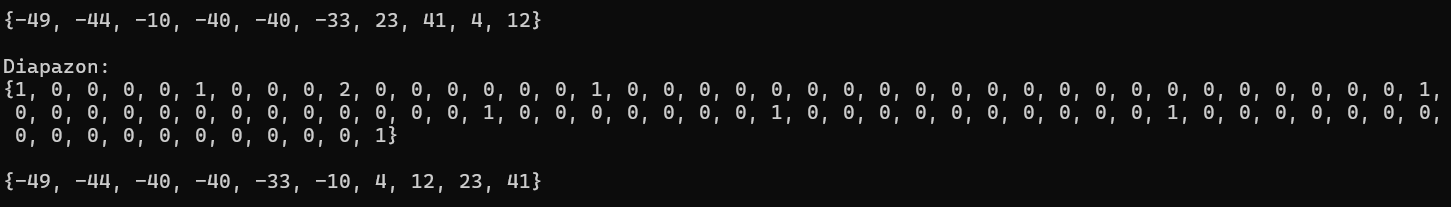 {-49, -44, -10, -40, -40, -33, 23, 41, 4, 12}
Diapazon:
{1, 0, 0, 0, 0, 1, 0, 0, 0, 2, 0, 0, 0, 0, 0, 0, 1, 0, 0, 0, 0, 0, 0, 0, 0, 0, 0, 0, 0, 0, 0, 0, 0, 0, 0, 0, 0, 0, 0, 1,
0, 0, 0, 0, 0, 0, 0, 0, 0, 0, 0, 0, 0, 1, 0, 0, 0, 0, 0, 0, 0, 1, 0, 0, 0, 0, 0, 0, 0, 0, 0, 0, 1, 0, 0, 0, 0, 0, 0, 0,
0, 0, 0, 0, 0, 0, 0, 0, 0, 0, 1}
{-49, -44, -40, -40, -33, -10, 4, 12, 23, 41}